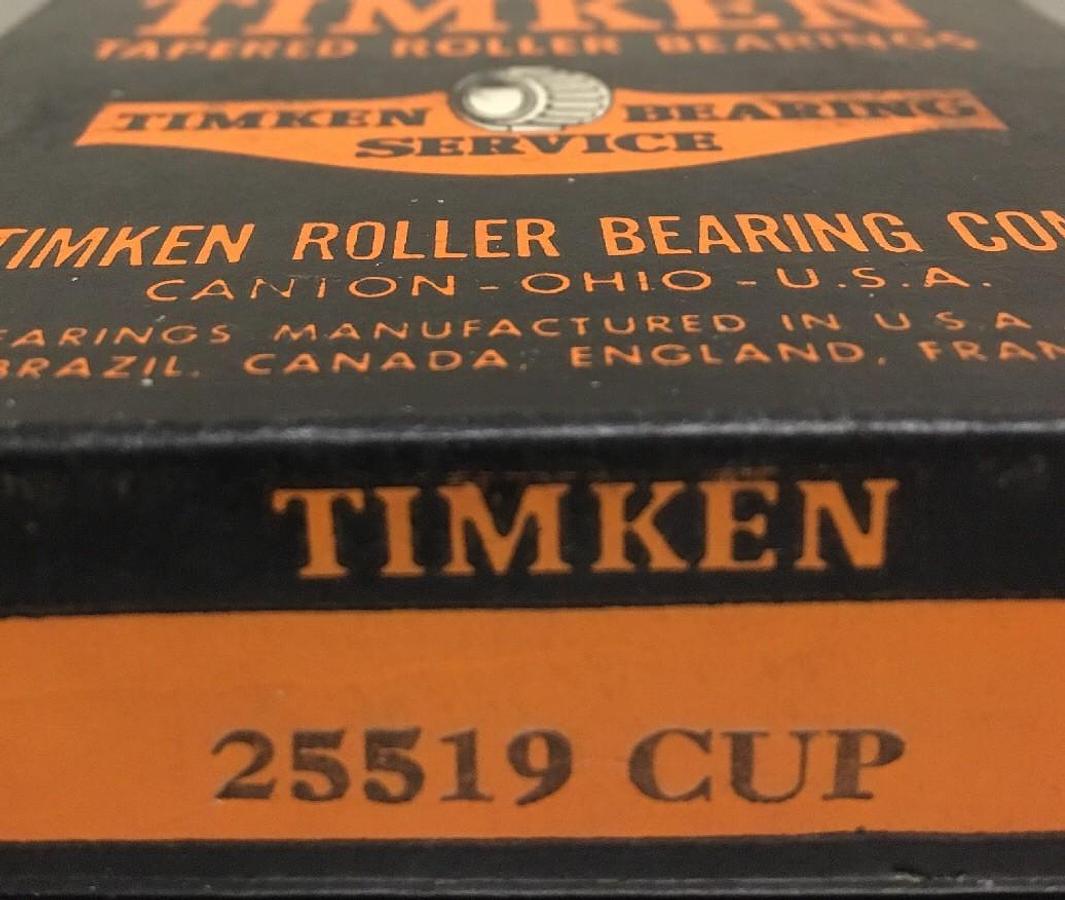 TIMKEN
TAPERED ROLLER BEARINGS
TIMKEN BEARING
SERVICE
TIMKEN ROLLER BEARING
CANTON - OHIO - U.S.A.
MANUFACTURED IN U.S.A.
BRAZIL, CANADA, ENGLAND,
TIMKEN
25519 CUP